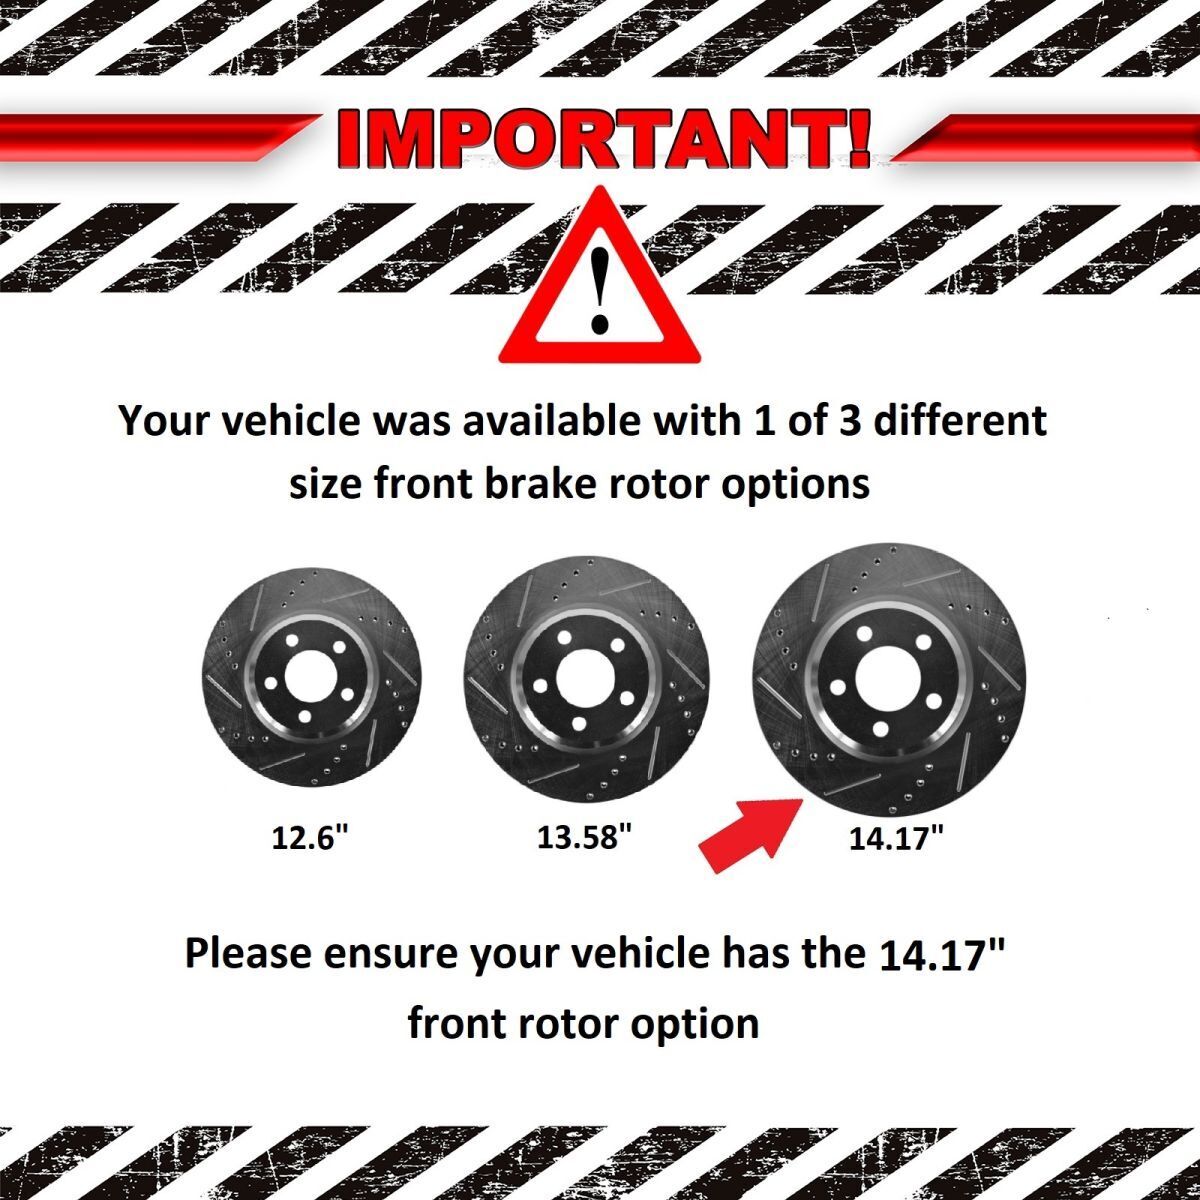 IMPORTANT!
!
Your vehicle was available with 1 of 3 different
size front brake rotor options
12.6"
13.58"
14.17"
Please ensure your vehicle has the 14.17"
front rotor option